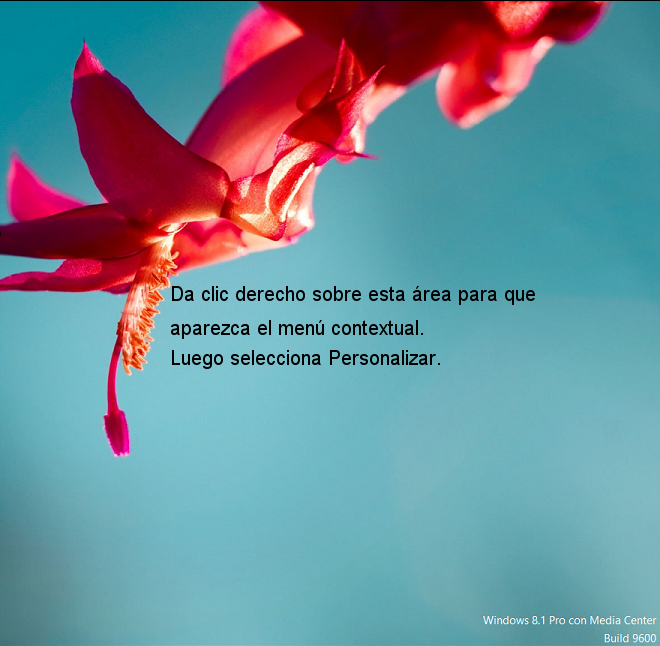 Da clic derecho sobre esta área para que
aparezca el menú contextual.
Luego selecciona Personalizar.
Windows 8.1 Pro con Media Center
Build 9600